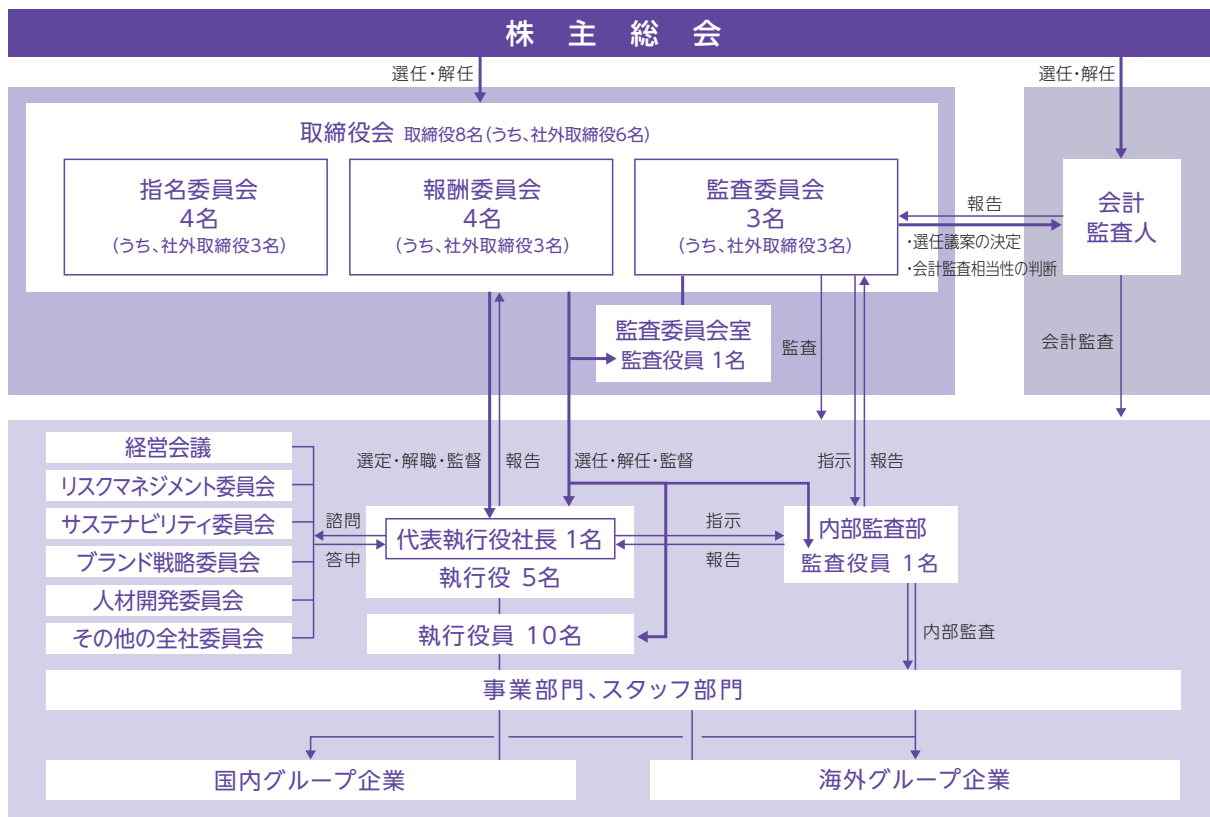 株主総会
選任・解任
選任・解任
取締役会 取締役8名(うち、社外取締役6名)
指名委員会
4名
(うち、社外取締役3名)
報酬委員会
4名
(うち、社外取締役3名)
監査委員会
3名
(うち、社外取締役3名)
報告
・選任議案の決定
・会計監査相当性の判断
会計
監査人
監査委員会室
監査役員 1名
監査
会計監査
経営会議
リスクマネジメント委員会
サステナビリティ委員会
ブランド戦略委員会
人材開発委員会
その他の全社委員会
選定・解職・監督
報告
選任・解任・監督
指示
報告
諮問
答申
代表執行役社長 1名
執行役 5名
執行役員 10名
指示
報告
内部監査部
監査役員 1名
内部監査
事業部門、スタッフ部門
国内グループ企業
海外グループ企業